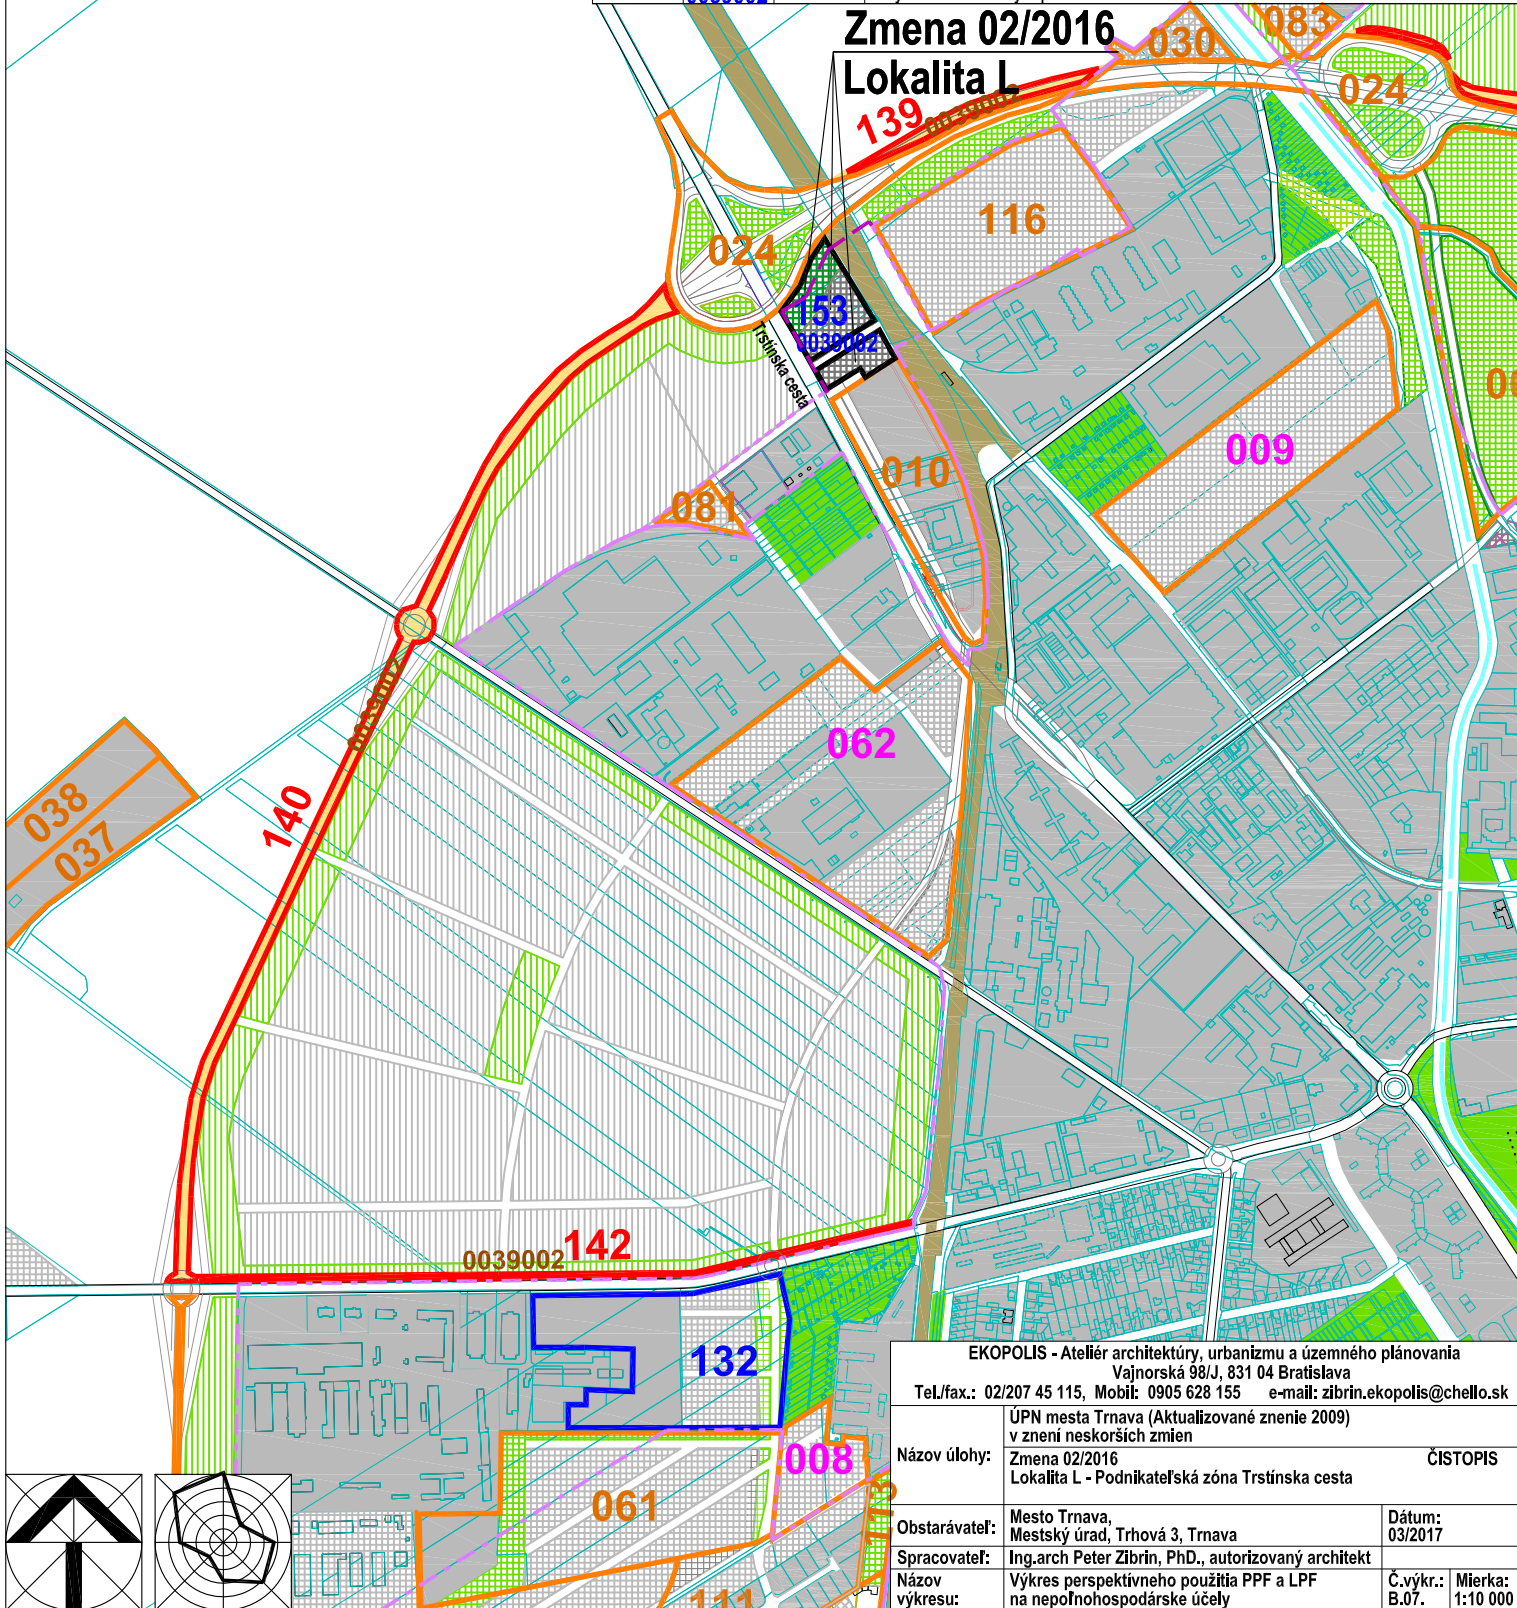 Zmena 02/2016
Lokalita L
030
083
024
139
0039002
116
024
153
0039002
Trstínska cesta
009
010
081
062
0039002
140
038
037
142
0039002
132
008
061
113
111
EKOPOLIS - Ateliér architektúry, urbanizmu a územného plánovania
Vajnorská 98/J, 831 04 Bratislava
Tel./fax.: 02/207 45 115, Mobil: 0905 628 155 e-mail: zibrin.ekopolis@chello.sk
Názov úlohy:
ÚPN mesta Trnava (Aktualizované znenie 2009)
v znení neskorších zmien
Zmena 02/2016 ČISTOPIS
Lokalita L - Podnikateľská zóna Trstínska cesta
Obstarávateľ:
Mesto Trnava,
Mestský úrad, Trhová 3, Trnava
Dátum:
03/2017
Spracovateľ: Ing.arch Peter Zibrin, PhD., autorizovaný architekt
Názov
výkresu:
Výkres perspektívneho použitia PPF a LPF
na nepoľnohospodárske účely
Č.výkr.:
B.07.
Mierka:
1:10 000